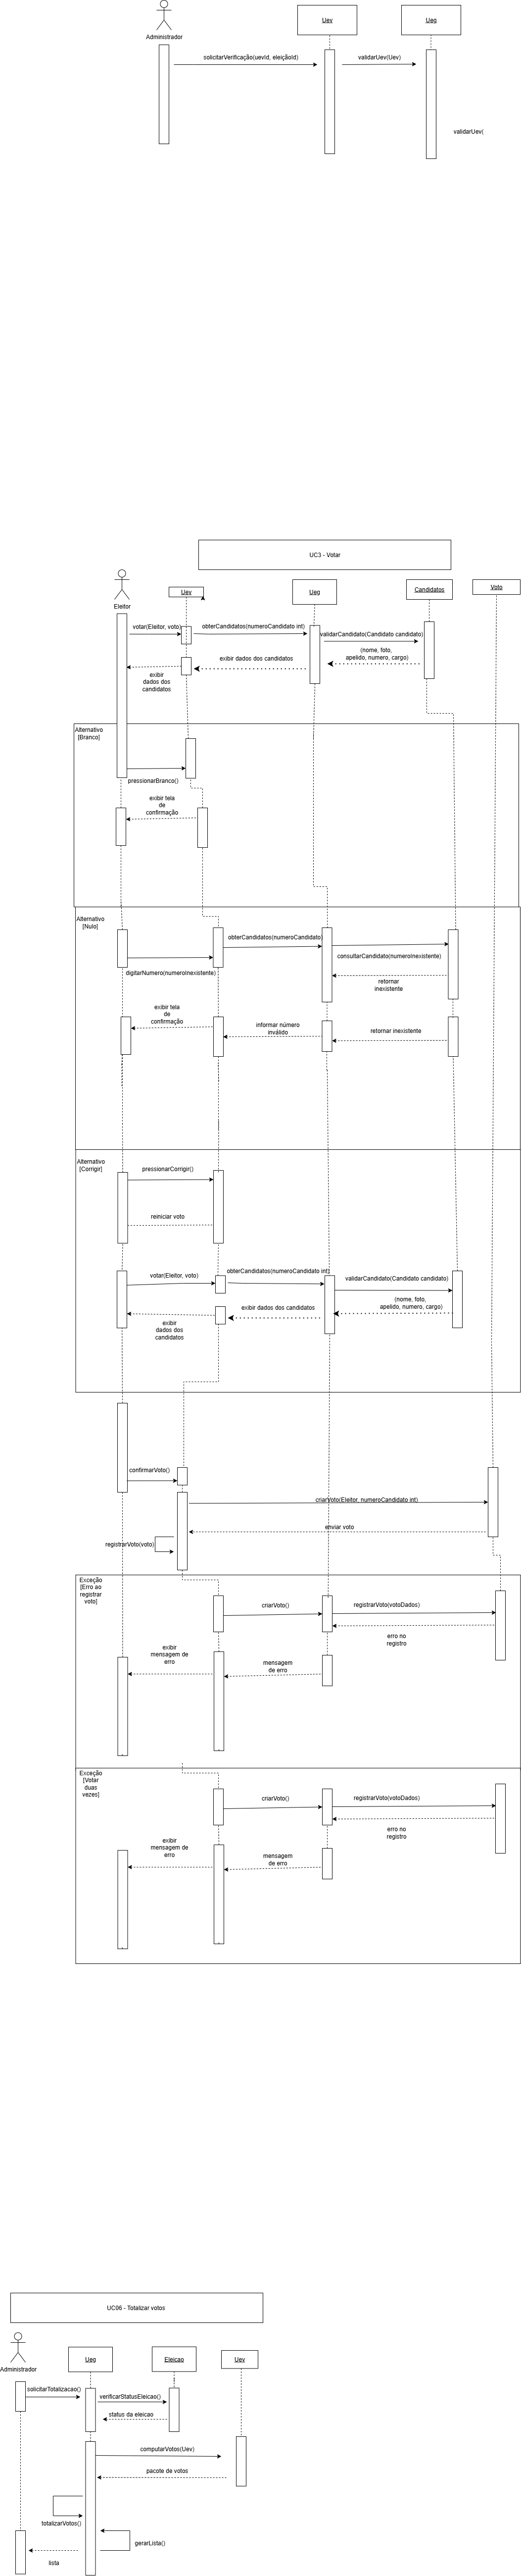 Administrador
Uev
Ueg
solicitarVerificação(uevId, eleiçãoId)
validarUev(Uev)
validarUev(
UC3 - Votar
Eleitor
Uev
Ueg
Candidatos
Voto
votar(Eleitor, voto)
obterCandidatos(numeroCandidato int)
validarCandidato(Candidato candidato)
(nome, foto,
apelido, numero, cargo)
exibir dados dos candidatos
exibir
dados dos
candidatos
Alternativo
[Branco]
pressionarBranco()
exibir tela
de
confirmação
Alternativo
[Nulo]
obterCandidatos(numeroCandidato)
consultarCandidato(numeroInexistente)
digitarNumero(numeroInexistente)
retornar
inexistente
exibir tela
de
confirmação
informar número
inválido
retornar inexistente
Alternativo
[Corrigir]
pressionarCorrigir()
reiniciar voto
votar(Eleitor, voto)
obterCandidatos(numeroCandidato int)
validarCandidato(Candidato candidato)
(nome, foto,
apelido, numero, cargo)
exibir dados dos candidatos
exibir
dados dos
candidatos
confirmarVoto()
criarVoto(Eleitor, numeroCandidato int)
enviar voto
registrarVoto(voto)
Exceção
[Erro ao
registrar
voto]
criarVoto()
registrarVoto(votoDados)
erro no
registro
exibir
mensagem de
erro
mensagem
de erro
Exceção
[Votar
duas
vezes]
criarVoto()
registrarVoto(votoDados)
erro no
registro
exibir
mensagem de
erro
mensagem
de erro
UC06 - Totalizar votos
Administrador
Ueg
Eleicao
Uev
solicitarTotalizacao()
verificarStatusEleicao()
status da eleicao
computarVotos(Uev)
pacote de votos
totalizarVotos()
gerarLista()
lista